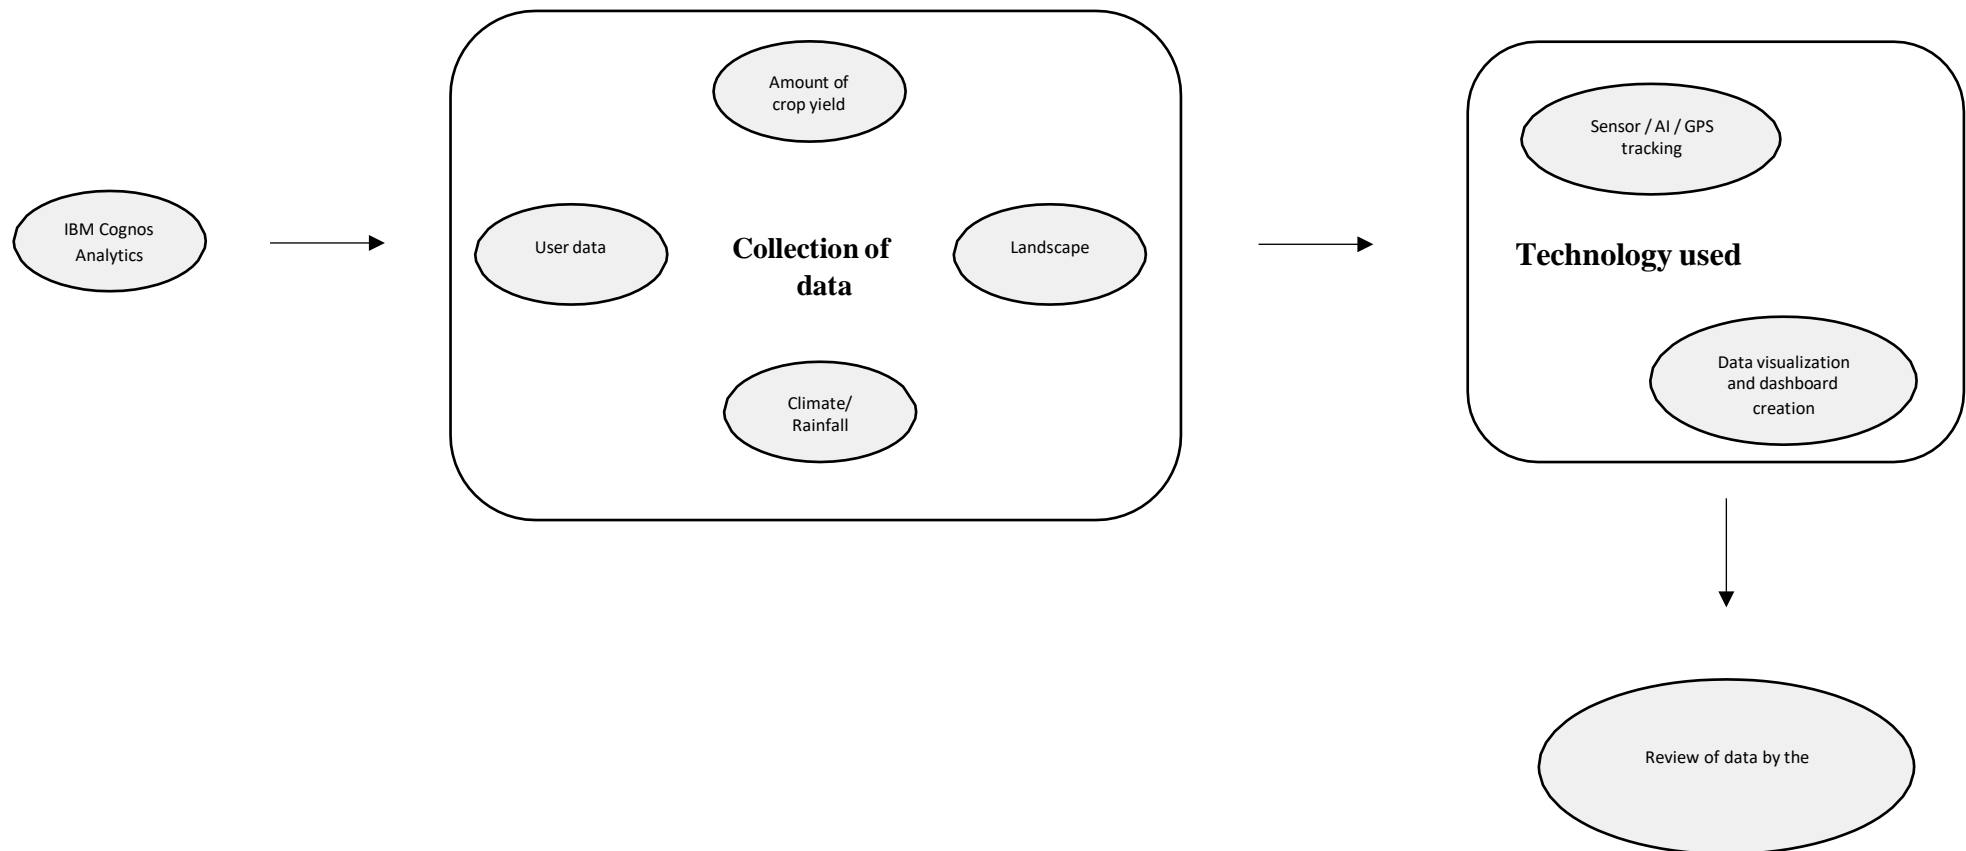 IBM Cognos
Analytics
Amount of
crop yield
User data
Collection of
data
Landscape
Climate/
Rainfall
Sensor / AI / GPS
tracking
Technology used
Data visualization
and dashboard
creation
Review of data by the